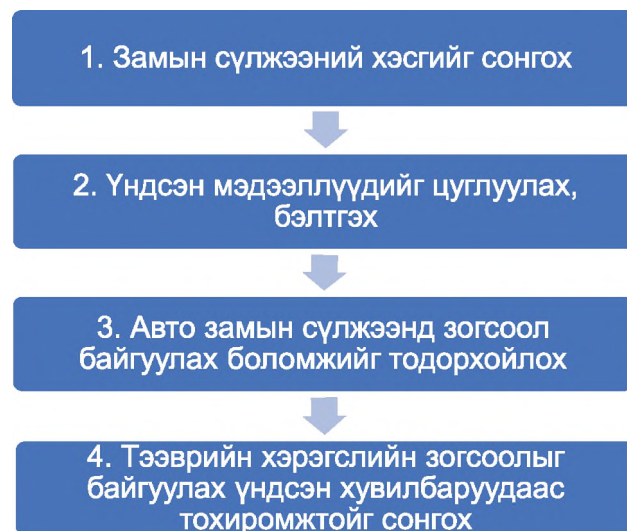 1. Замын сүлжээний хэсгийг сонгох
2. Үндсэн мэдээллүүдийг цуглуулах,
бэлтгэх
3. Авто замын сүлжээнд зогсоол
байгуулах боломжийг тодорхойлох
4. Тээврийн хэрэгслийн зогсоолыг
байгуулах үндсэн хувилбаруудаас
тохиромжтойг сонгох